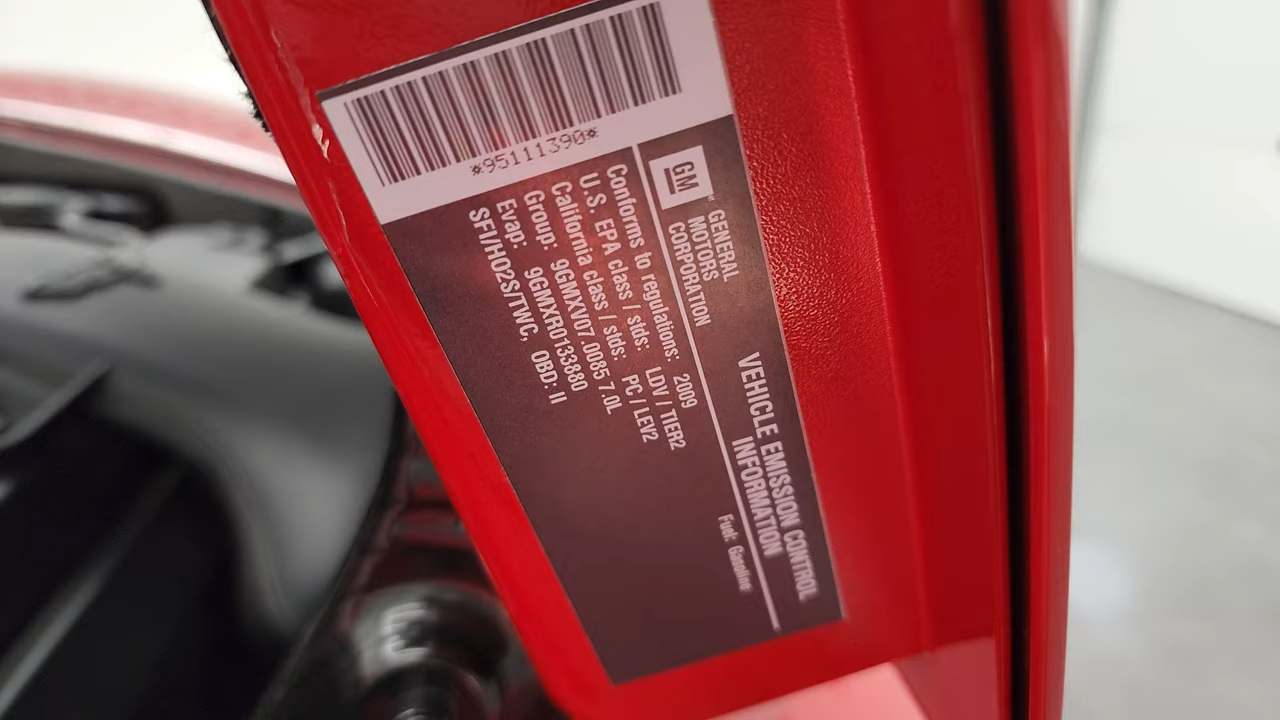 *95111390*
GM
GENERAL
MOTORS
CORPORATION
VEHICLE EMISSION CONTROL
INFORMATION
Conforms to regulations: 2009
Fuel: Gasoline
U.S. EPA class / stds: LDV / TIER2
California class / stds: PC / LEV2
Group: 9GMXV07.0085 7.0L
Evap: 9GMXR0133880
SFI/HO2S/TWC, OBD: II